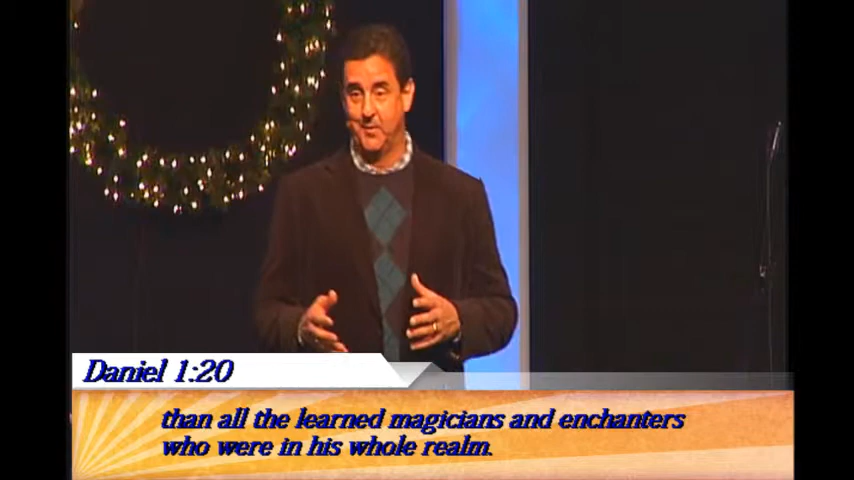 Daniel 1:20
than all the learned magicians and enchanters
who were in his whole realm.